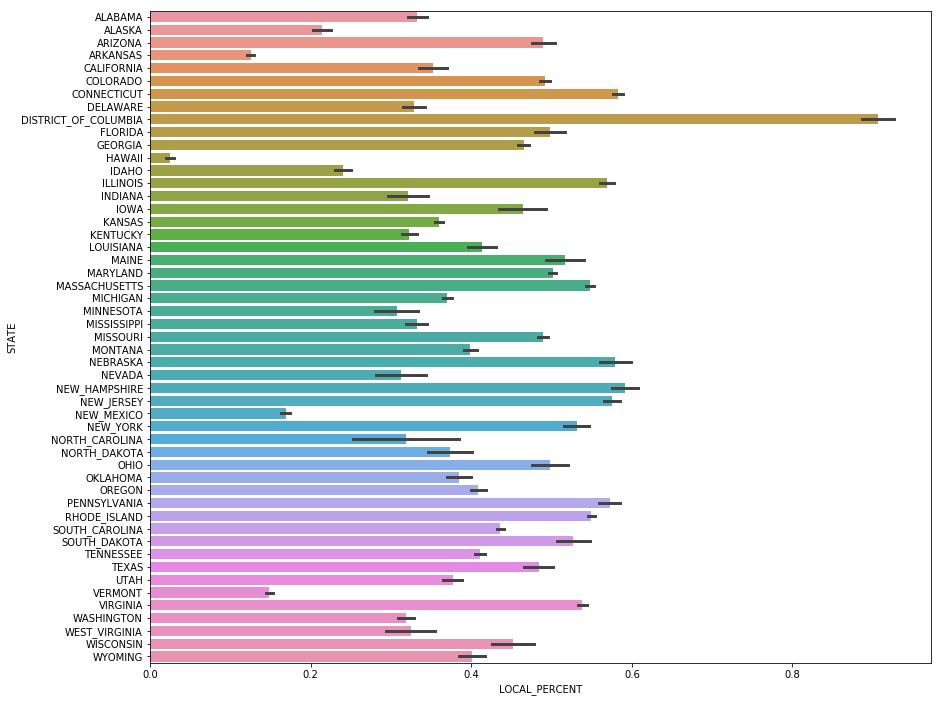 ALABAMA
ALASKA
ARIZONA
ARKANSAS
CALIFORNIA
COLORADO
CONNECTICUT
DELAWARE
DISTRICT_OF_COLUMBIA
FLORIDA
GEORGIA
HAWAII
IDAHO
ILLINOIS
INDIANA
IOWA
KANSAS
KENTUCKY
LOUISIANA
MAINE
MARYLAND
MASSACHUSETTS
MICHIGAN
MINNESOTA
MISSISSIPPI
MISSOURI
MONTANA
NEBRASKA
NEVADA
NEW_HAMPSHIRE
NEW_JERSEY
NEW_MEXICO
NEW_YORK
NORTH_CAROLINA
NORTH_DAKOTA
OHIO
OKLAHOMA
OREGON
PENNSYLVANIA
RHODE_ISLAND
SOUTH_CAROLINA
SOUTH_DAKOTA
TENNESSEE
TEXAS
UTAH
VERMONT
VIRGINIA
WASHINGTON
WEST_VIRGINIA
WISCONSIN
WYOMING
STATE
0.0 0.2 0.4 0.6 0.8
LOCAL_PERCENT